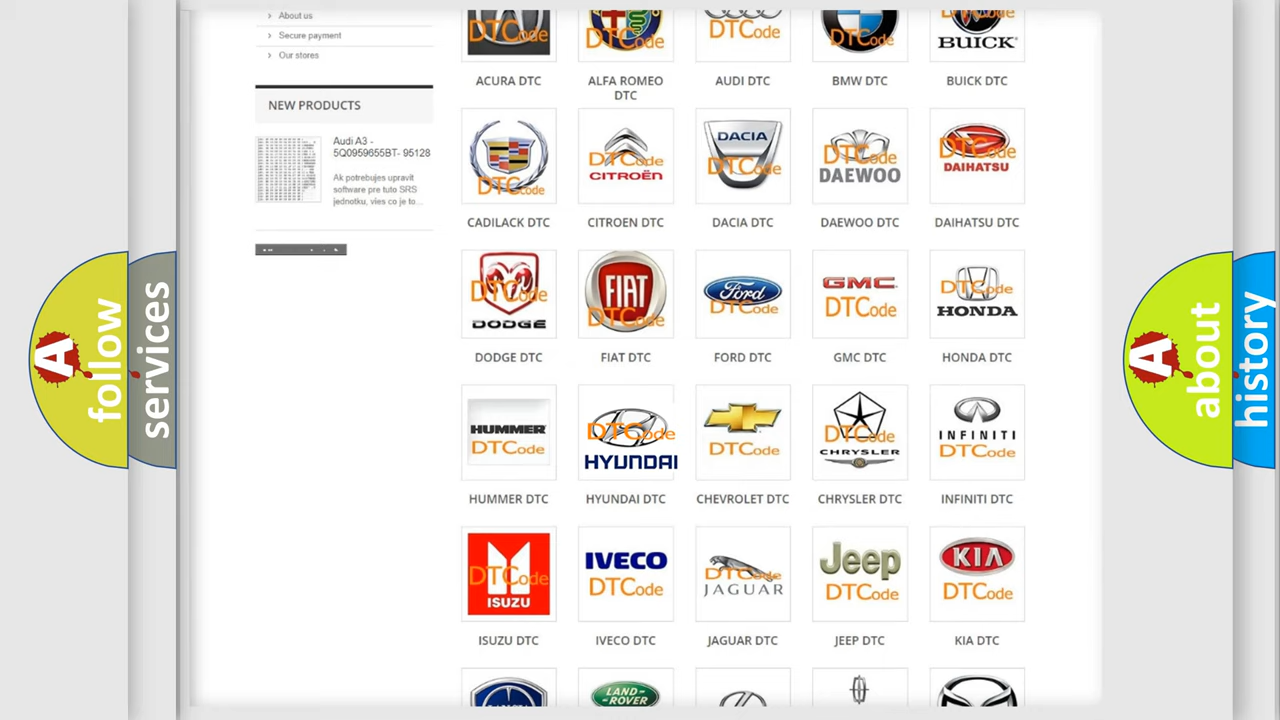 About us
Secure payment
Our stores
NEW PRODUCTS
Audi A3 -
5Q0959655BT- 95128
Ak potrebujes upravit
software pre tuto SRS
jednotku, vies co je to...
DTCode
DTCode
DTCode
DTCode
BUICK
ACURA DTC
ALFA ROMEO
DTC
AUDI DTC
BMW DTC
BUICK DTC
DTCode
DTCode
CITROËN
DACIA
DTCode
DTCode
DAEWOO
DTCode
DAIHATSU
CADILACK DTC
CITROEN DTC
DACIA DTC
DAEWOO DTC
DAIHATSU DTC
DTCode
DODGE
FIAT
DTCode
Ford
DTCode
GMC
DTCode
DTCode
HONDA
DODGE DTC
FIAT DTC
FORD DTC
GMC DTC
HONDA DTC
HUMMER
DTCode
DTCode
HYUNDAI
DTCode
DTCode
CHRYSLER
INFINITI
DTCode
HUMMER DTC
HYUNDAI DTC
CHEVROLET DTC
CHRYSLER DTC
INFINITI DTC
DTCode
ISUZU
IVECO
DTCode
DTCode
JAGUAR
Jeep
DTCode
KIA
DTCode
ISUZU DTC
IVECO DTC
JAGUAR DTC
JEEP DTC
KIA DTC
LAND-
ROVER
A
follow
services
A
about
history